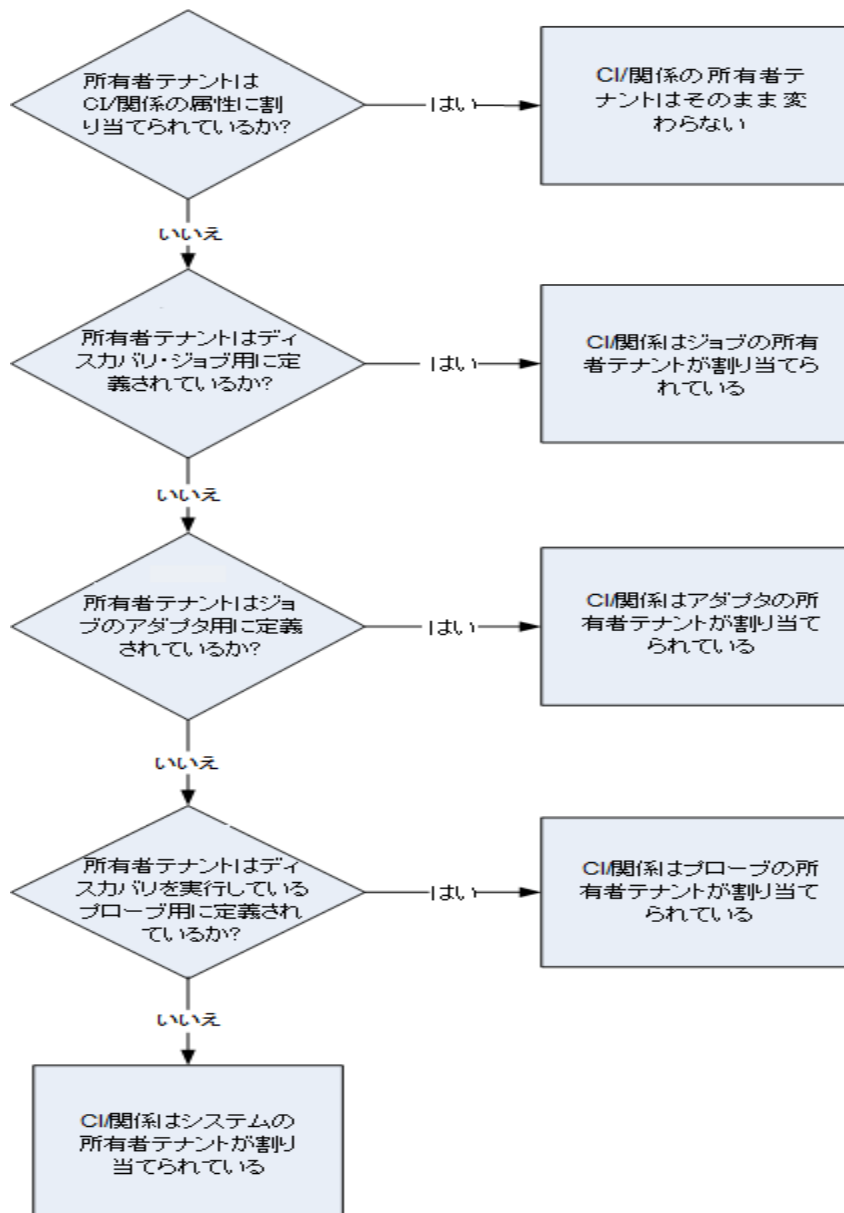 所有者テナントは
CI/関係の属性に割
り当てられているか?
はい
CI/関係の所有者テ
ナントはそのまま変
わらない
いいえ
所有者テナントはディ
スカバリ・ジョブ用に定
義されているか?
はい
CI/関係はジョブの所有
者テナントが割り当てら
れている
いいえ
所有者テナントはジョ
ブのアダプタ用に定義
されているか?
はい
CI/関係はアダプタの所
有者テナントが割り当て
られている
いいえ
所有者テナントはディ
スカバリを実行している
プローブ用に定義され
ているか?
はい
CI/関係はプローブの所
有者テナントが割り当て
られている
いいえ
CI/関係はシステムの
所有者テナントが割り
当てられている